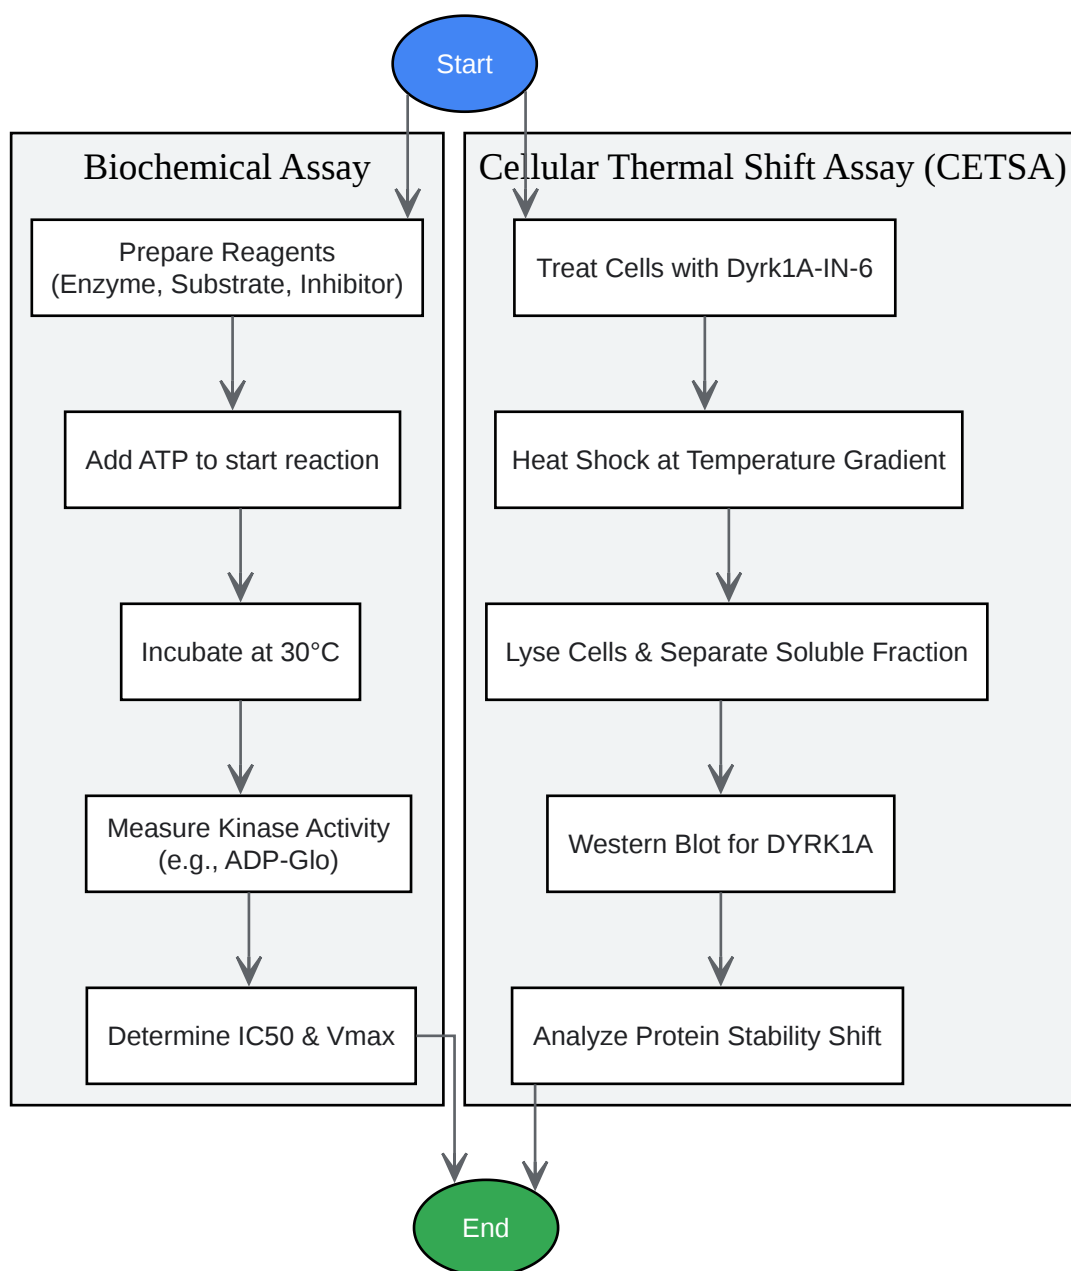 Start
Biochemical Assay
Prepare Reagents
(Enzyme, Substrate, Inhibitor)
Add ATP to start reaction
Incubate at 30°C
Measure Kinase Activity
(e.g., ADP-Glo)
Determine IC50 & Vmax
Cellular Thermal Shift Assay (CETSA)
Treat Cells with Dyrk1A-IN-6
Heat Shock at Temperature Gradient
Lyse Cells & Separate Soluble Fraction
Western Blot for DYRK1A
Analyze Protein Stability Shift
End